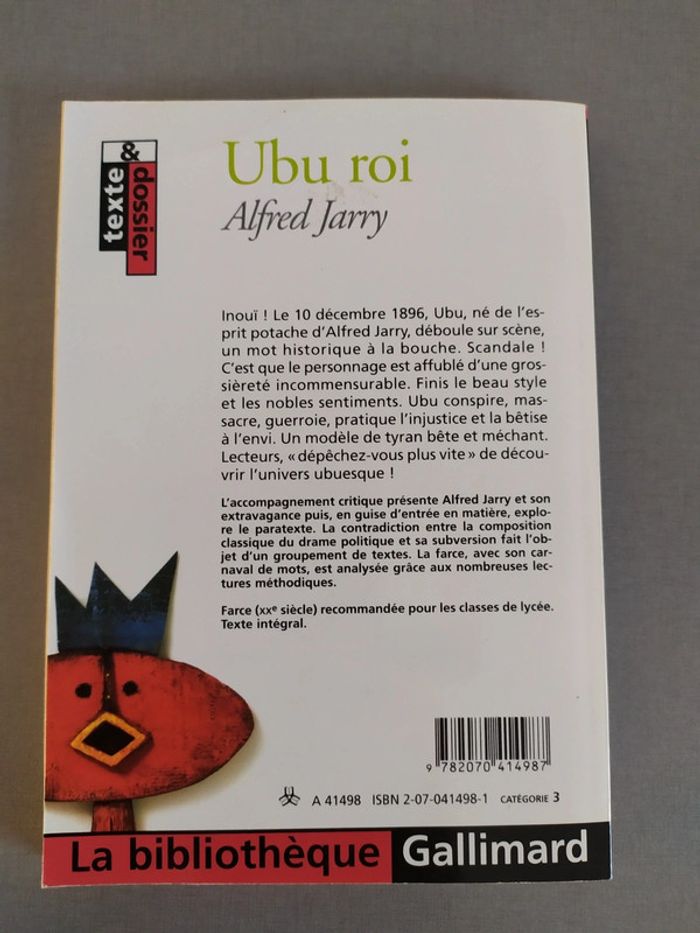 texte
&
dossier
Ubu roi
Alfred Jarry
Inouï ! Le 10 décembre 1896, Ubu, né de l'es-
prit potache d'Alfred Jarry, déboule sur scène,
un mot historique à la bouche. Scandale !
C'est que le personnage est affublé d'une gros-
sièreté incommensurable. Finis le beau style
et les nobles sentiments. Ubu conspire, mas-
sacre, guerroie, pratique l'injustice et la bêtise
à l'envi. Un modèle de tyran bête et méchant.
Lecteurs, « dépêchez-vous plus vite » de décou-
vrir l'univers ubuesque !
L'accompagnement critique présente Alfred Jarry et son
extravagance puis, en guise d'entrée en matière, explo-
re le paratexte. La contradiction entre la composition
classique du drame politique et sa subversion fait l'ob-
jet d'un groupement de textes. La farce, avec son car-
naval de mots, est analysée grâce aux nombreuses lec-
tures méthodiques.
Farce (XXe siècle) recommandée pour les classes de lycée.
Texte intégral.
9 782070 414987
A 41498 ISBN 2-07-041498-1 CATÉGORIE 3
La bibliothèque Gallimard